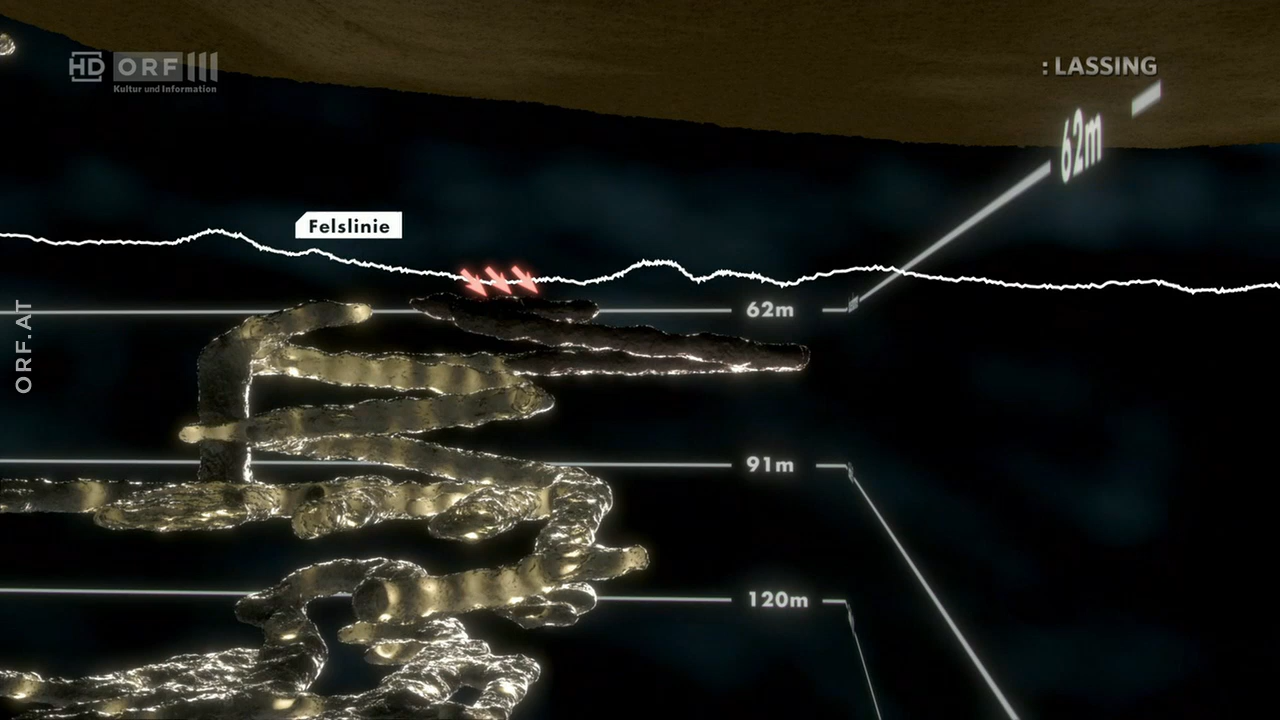 HD ORF III
Kultur und Information
: LASSING
62m
Felslinie
62m
91m
120m
ORF.AT